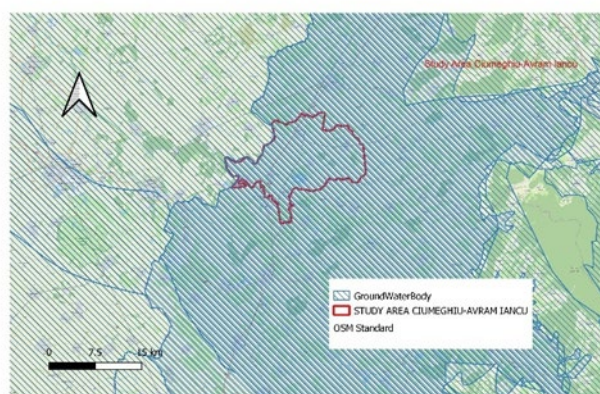 Study Area Ciumeghiu-Avram Iancu
GroundWaterBody
STUDY AREA CIUMEGHIU-AVRAM IANCU
OSM Standard
0 7.5 15 km